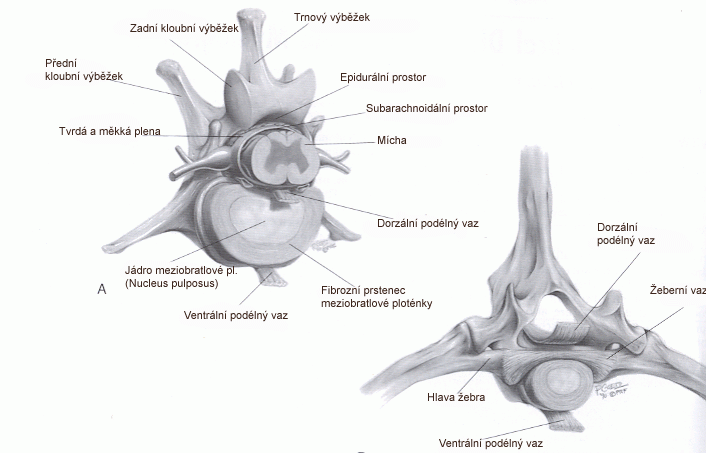 Trnový výběžek
Zadní kloubní výběžek
Přední
kloubní výběžek
Epidurální prostor
Subarachnoidální prostor
Tvrdá a měkká plena
Mícha
Dorzální podélný vaz
Jádro meziobratlové pl.
(Nucleus pulposus)
Fibrozní prstenec
meziobratlové ploténky
Ventrální podélný vaz
A
Dorzální
podélný vaz
Žeberní vaz
Hlava žebra
Ventrální podélný vaz